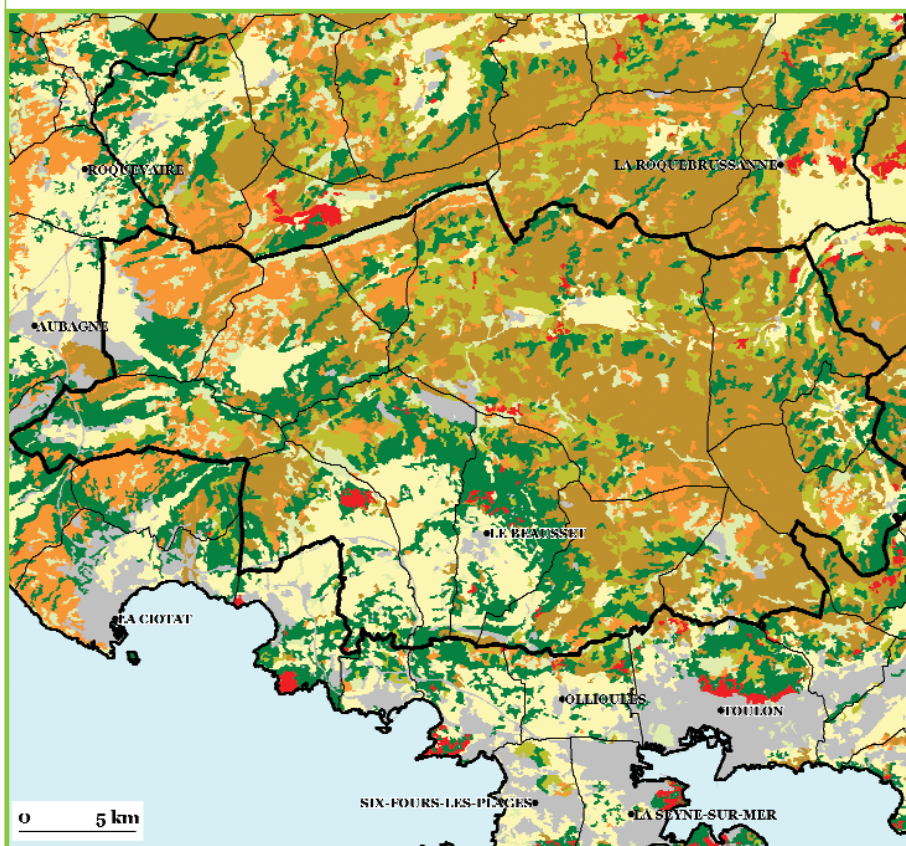 LA ROQUEBRUSSANNE
ROQUEVAIRE
AUBAGNE
LE BEAUSSET
LA CIOTAT
OLLIOULES
TOULON
SIX-FOURS-LES-PLAGES
LA SEYNE-SUR-MER
0 5 km